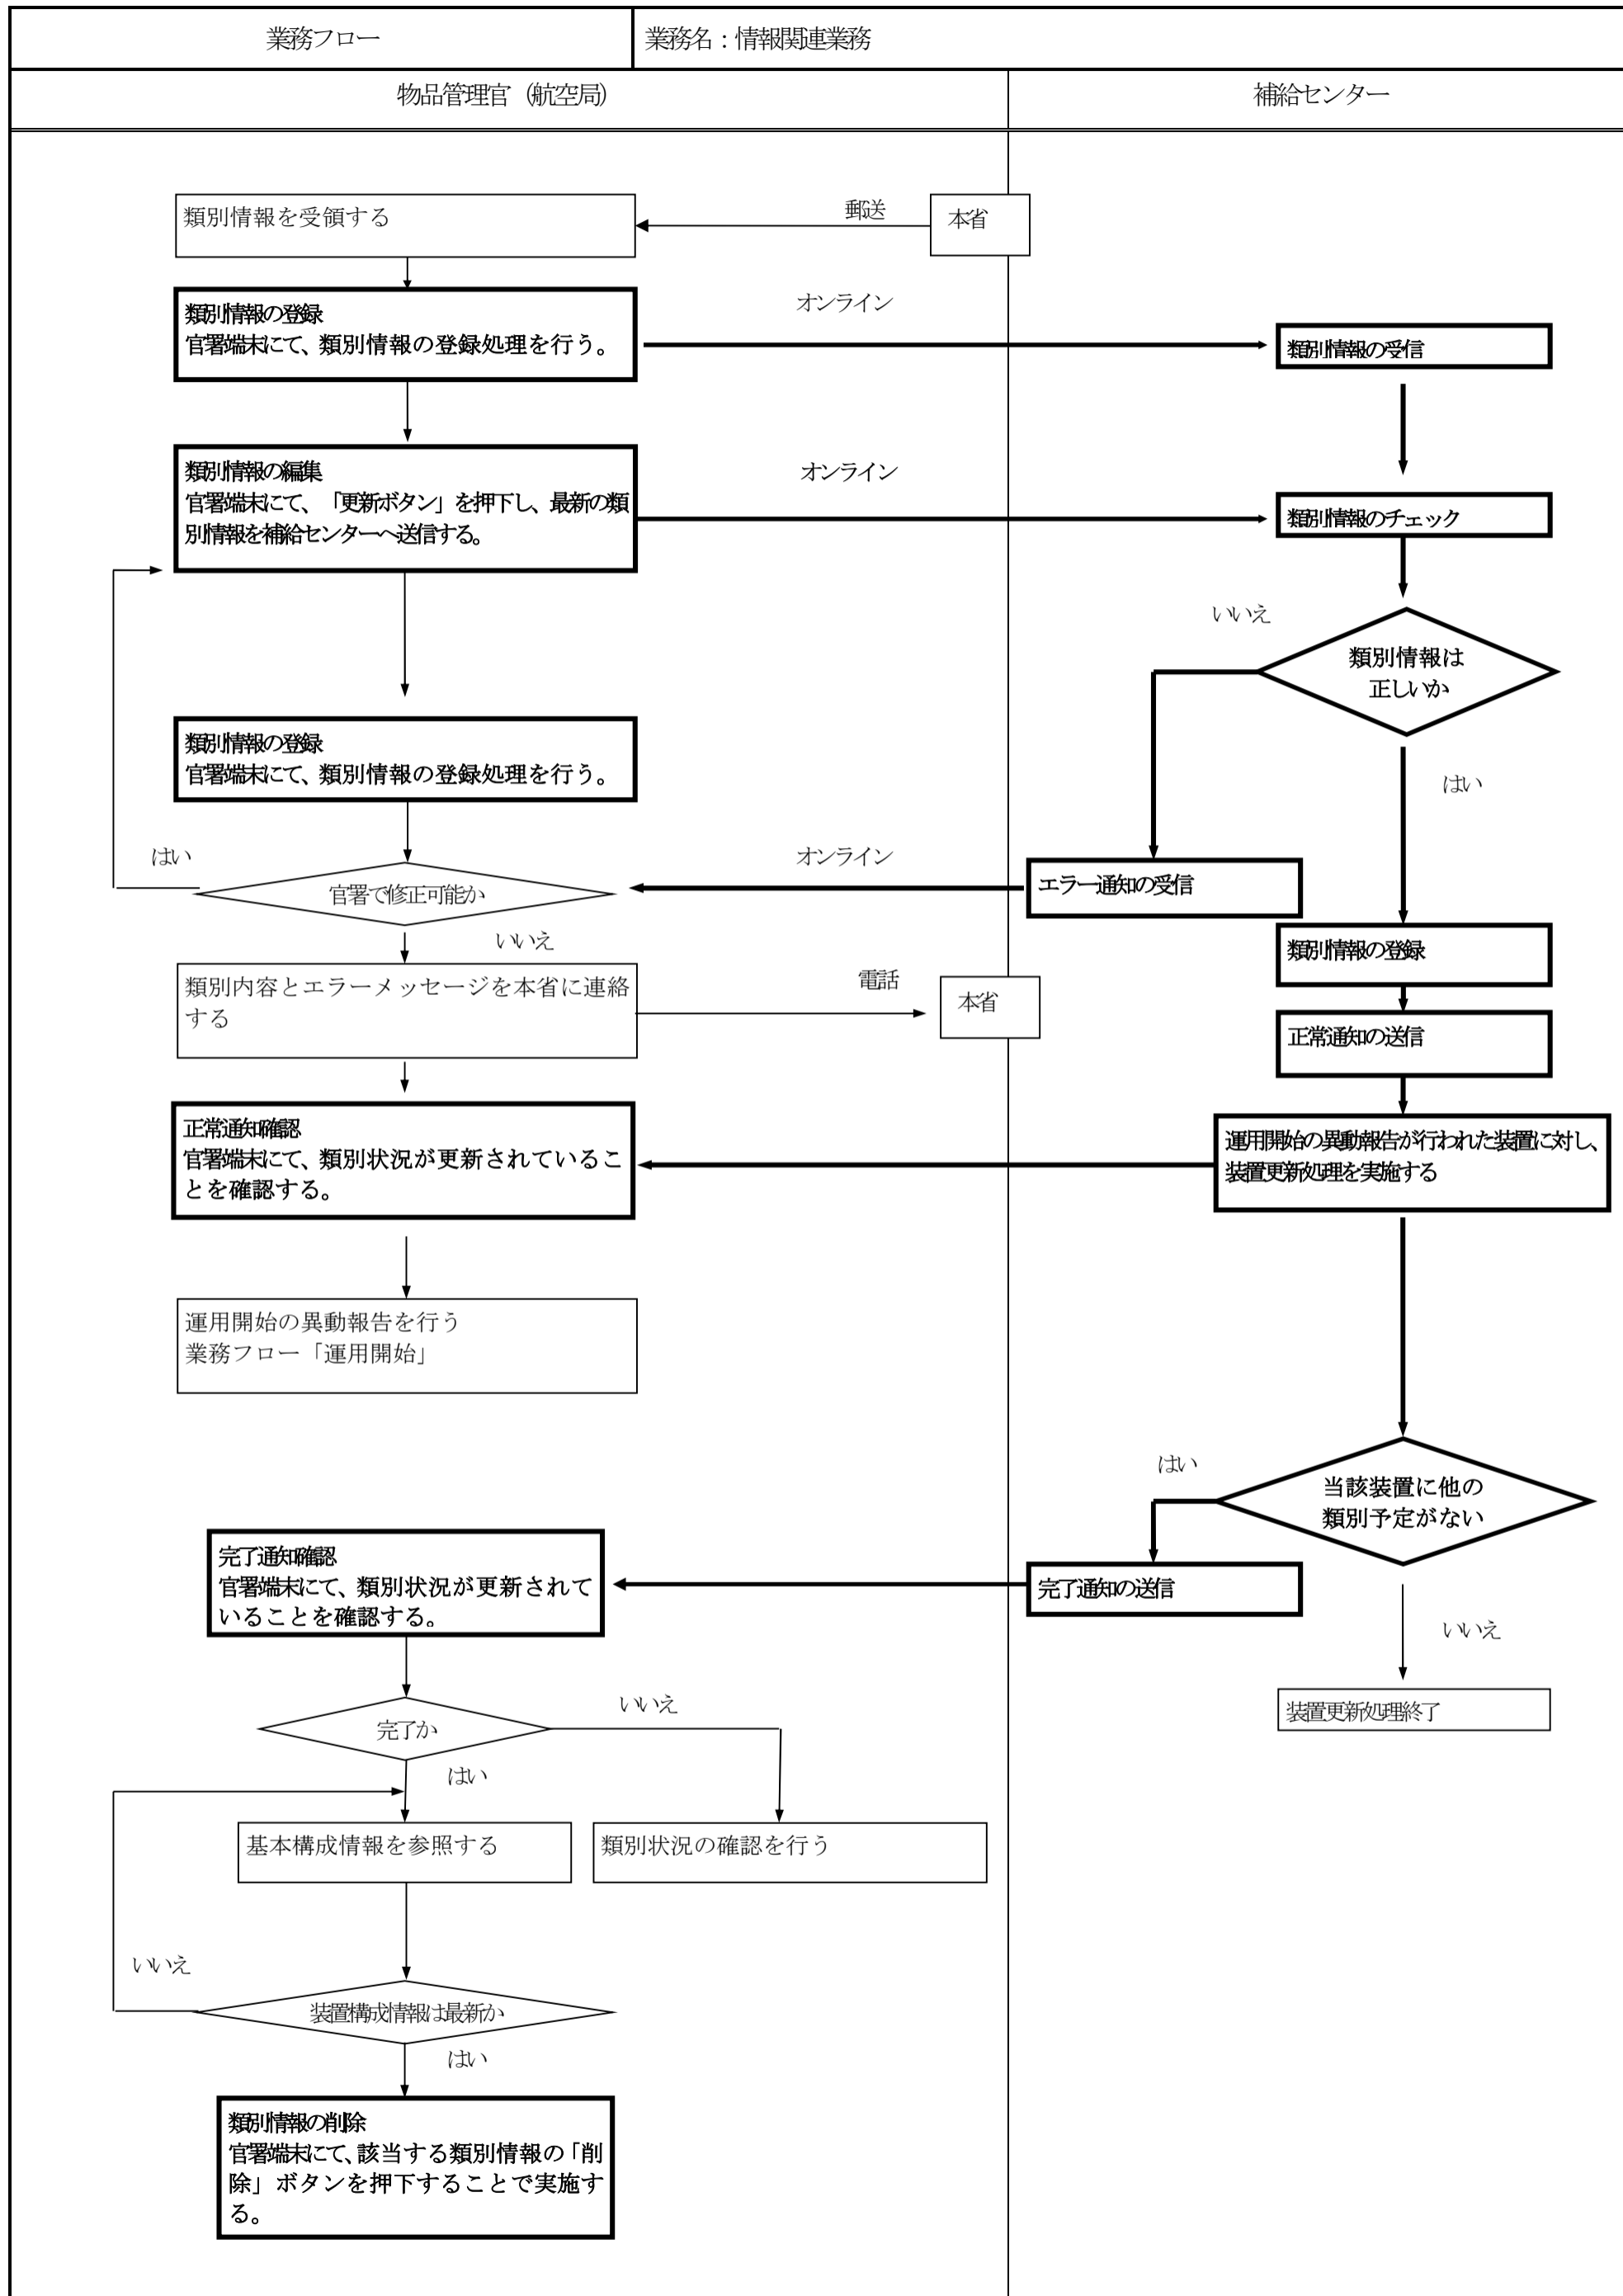 業務フロー
業務名：情報関連業務
物品管理官（航空局）
補給センター
類別情報を受領する
郵送
本省
類別情報の登録
官署端末にて、類別情報の登録処理を行う。
オンライン
類別情報の受信
類別情報の編集
官署端末にて、「更新ボタン」を押下し、最新の類
別情報を補給センターへ送信する。
オンライン
類別情報のチェック
いいえ
類別情報は
正しいか
はい
類別情報の登録
官署端末にて、類別情報の登録処理を行う。
はい
官署で修正可能か
オンライン
エラー通知の受信
いいえ
類別情報の登録
類別内容とエラーメッセージを本省に連絡
する
電話
本省
正常通知の送信
正常通知確認
官署端末にて、類別状況が更新されているこ
とを確認する。
運用開始の異動報告が行われた装置に対し、
装置更新処理を実施する
運用開始の異動報告を行う
業務フロー「運用開始」
はい
当該装置に他の
類別予定がない
完了通知確認
官署端末にて、類別状況が更新されて
いることを確認する。
完了通知の送信
いいえ
装置更新処理終了
完了か
いいえ
はい
基本構成情報を参照する
類別状況の確認を行う
いいえ
装置構成情報は最新か
はい
類別情報の削除
官署端末にて、該当する類別情報の「削
除」ボタンを押下することで実施す
る。